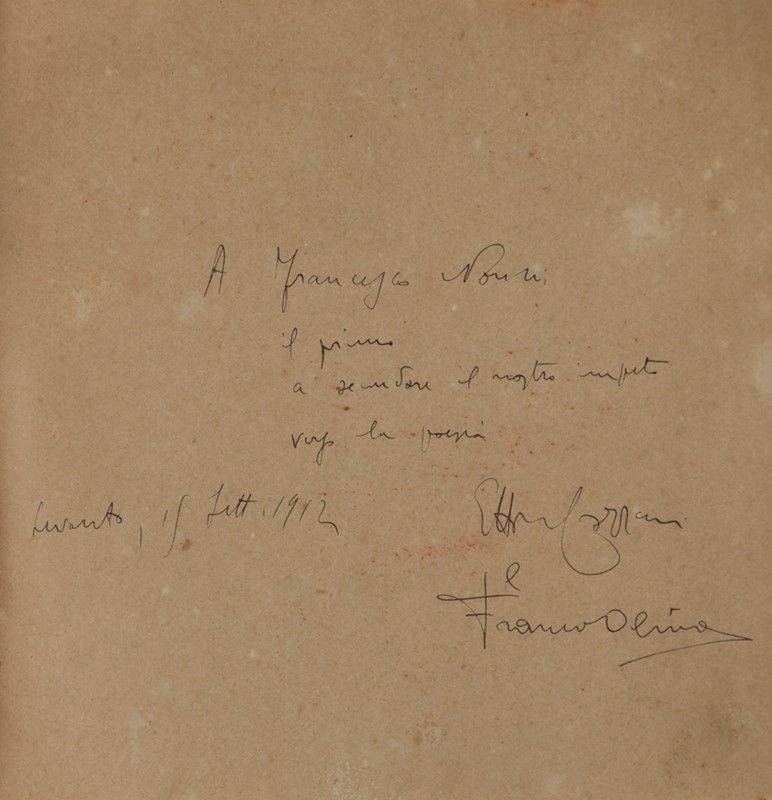 A Francesco Nonni
il primo
a secondare il nostro impeto
verso la poesia
Levanto, 15 Sett. 1912
Ettore Cozzani
e
Franco Oliva